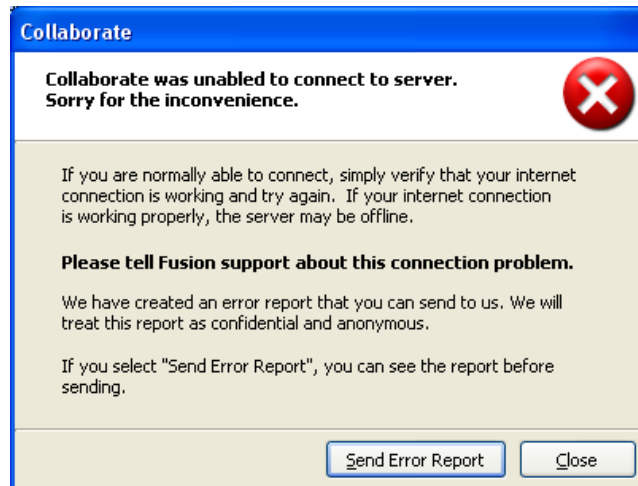 Collaborate
Collaborate was unabled to connect to server.
Sorry for the inconvenience.
If you are normally able to connect, simply verify that your internet
connection is working and try again. If your internet connection
is working properly, the server may be offline.
Please tell Fusion support about this connection problem.
We have created an error report that you can send to us. We will
treat this report as confidential and anonymous.
If you select "Send Error Report", you can see the report before
sending.
Send Error Report
Close